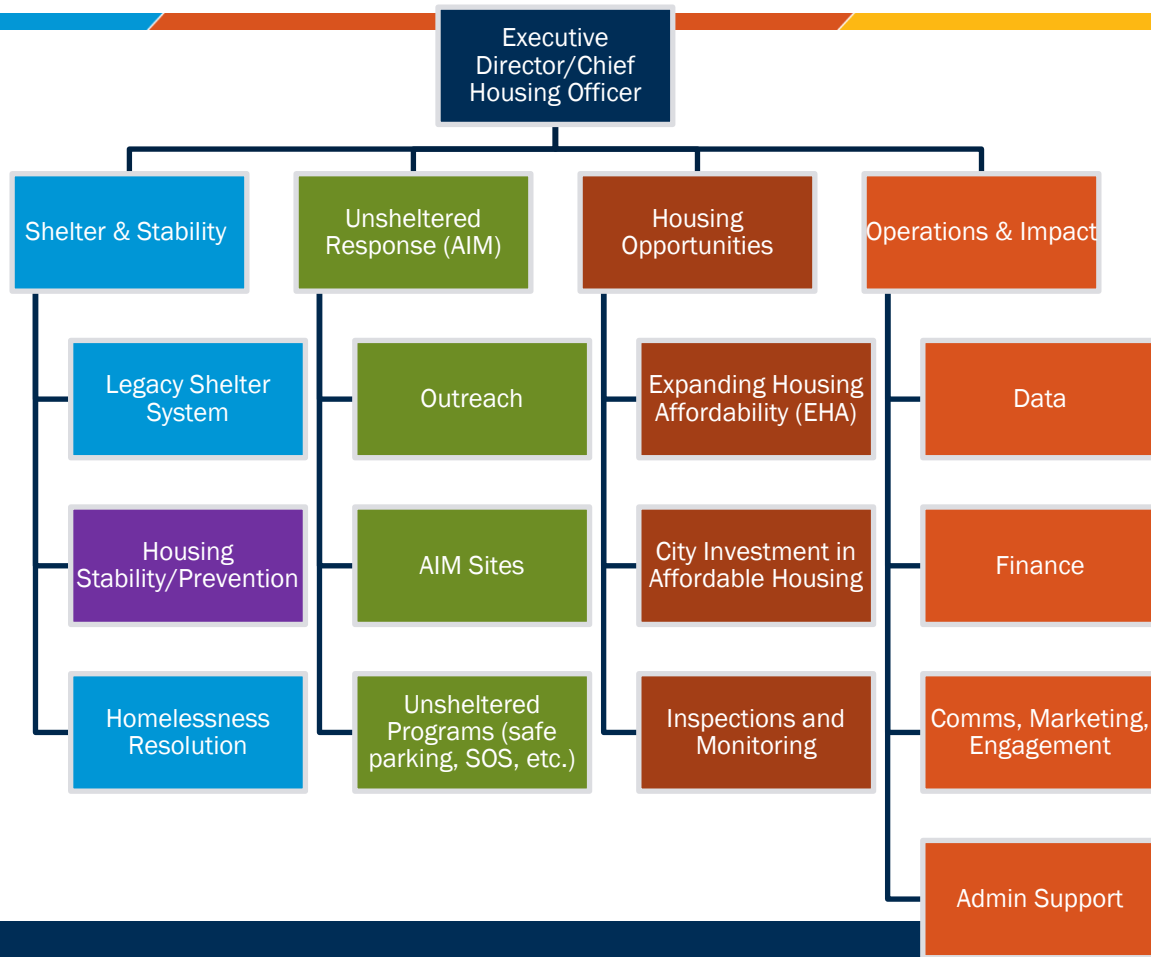 Executive
Director/Chief
Housing Officer
Shelter & Stability
Unsheltered
Response (AIM)
Housing
Opportunities
Operations & Impact
Legacy Shelter
System
Outreach
Expanding Housing
Affordability (EHA)
Data
Housing
Stability/Prevention
AIM Sites
City Investment in
Affordable Housing
Finance
Homelessness
Resolution
Unsheltered
Programs (safe
parking, SOS, etc.)
Inspections and
Monitoring
Comms, Marketing,
Engagement
Admin Support